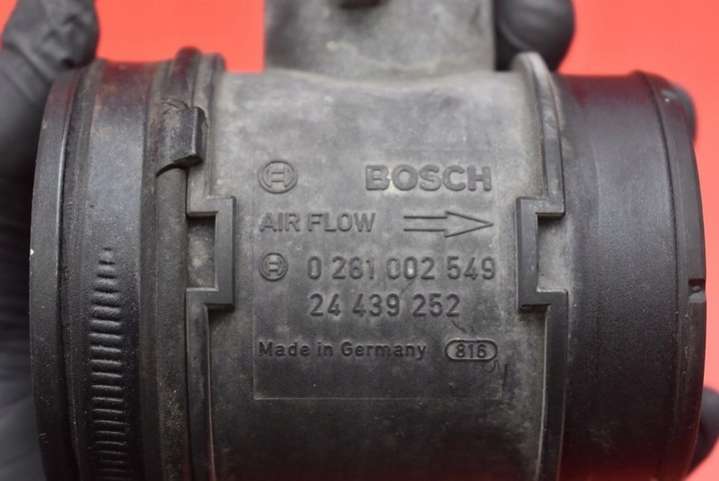 BOSCH
AIR FLOW
0 281 002 549
24 439 252
Made in Germany 816